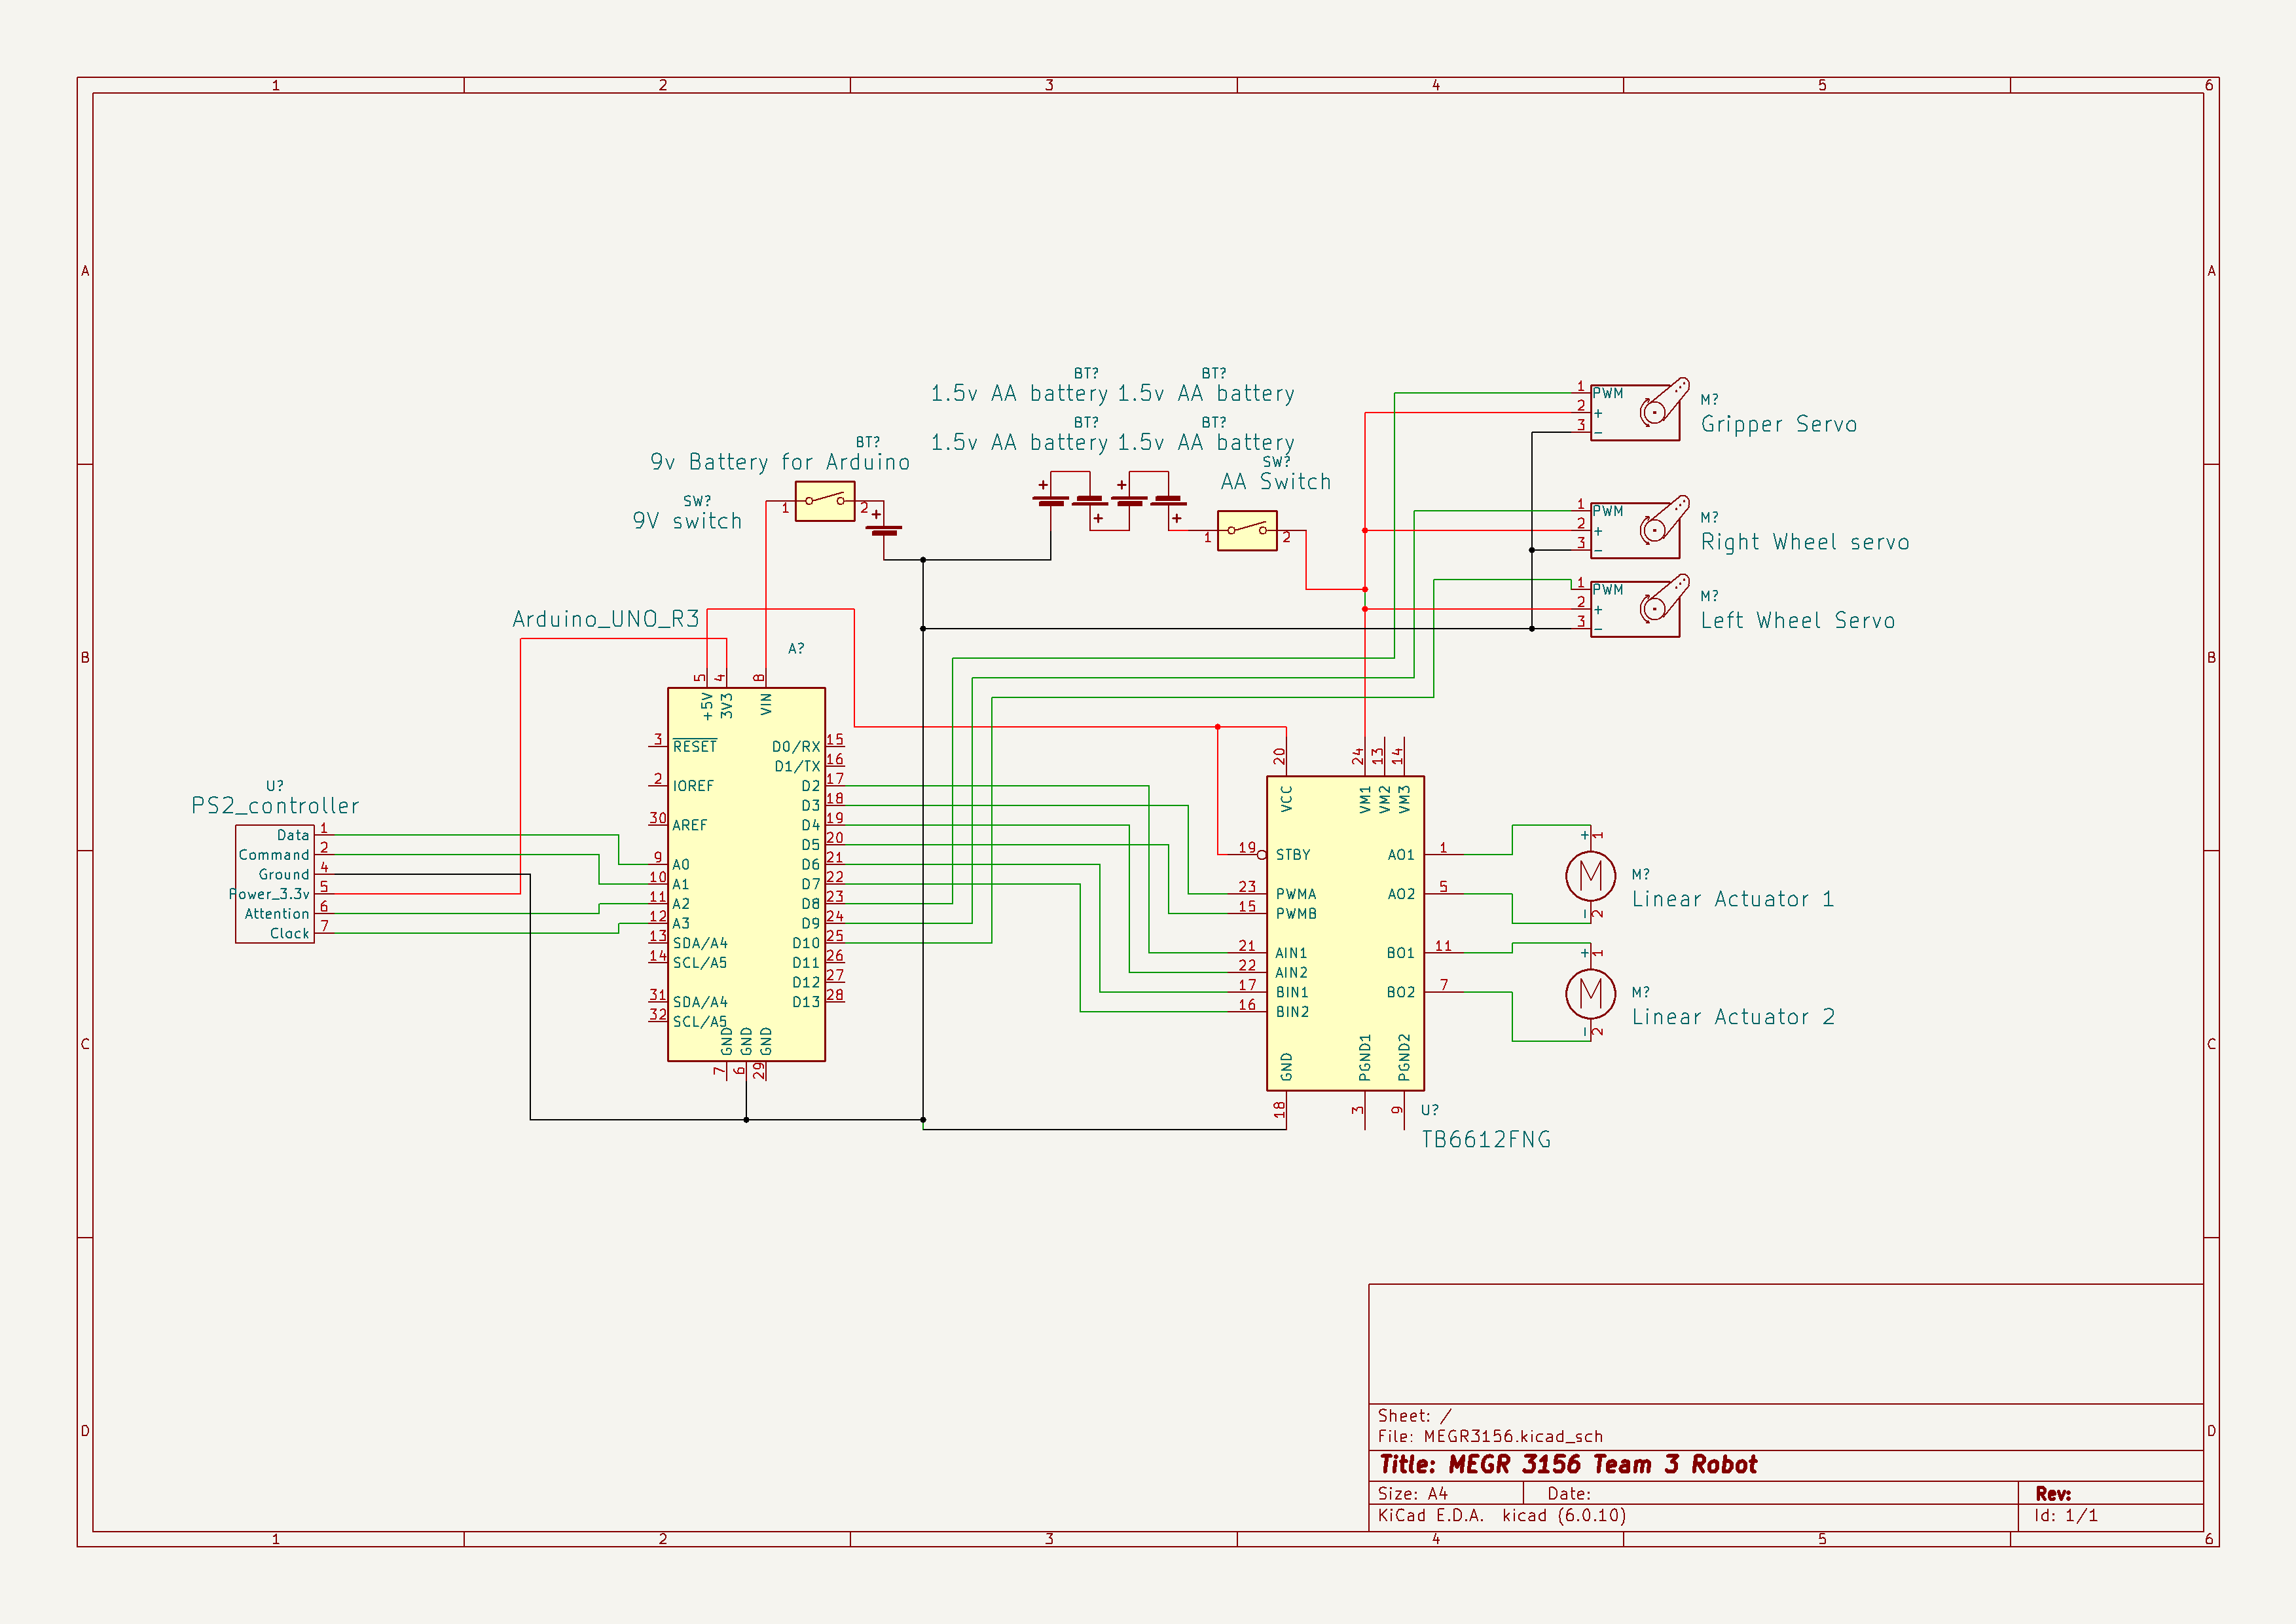 1 2 3 4 5 6
A A
BT? BT?
1.5v AA battery 1.5v AA battery
BT? BT?
1.5v AA battery 1.5v AA battery
BT?
9v Battery for Arduino
SW?
AA Switch
SW?
9V switch
1 2 +
+ + + +
1 2
1 PWM
2 +
3 -
M?
Gripper Servo
1 PWM
2 +
3 -
M?
Right Wheel servo
1 PWM
2 +
3 -
M?
Left Wheel Servo
B B
Arduino_UNO_R3
A?
5 4 8
+5V 3V3 VIN
3 RESET
2 IOREF
30 AREF
9 A0
10 A1
11 A2
12 A3
13 SDA/A4
14 SCL/A5
31 SDA/A4
32 SCL/A5
D0/RX 15
D1/TX 16
D2 17
D3 18
D4 19
D5 20
D6 21
D7 22
D8 23
D9 24
D10 25
D11 26
D12 27
D13 28
GND GND GND
7 6 29
U?
PS2_controller
Data 1
Command 2
Ground 4
Power_3.3v 5
Attention 6
Clock 7
20 24 13 14
VCC VM1 VM2 VM3
19 STBY
23 PWMA
15 PWMB
21 AIN1
22 AIN2
17 BIN1
16 BIN2
AO1 1
AO2 5
BO1 11
BO2 7
GND PGND1 PGND2
18 3 9
U?
TB6612FNG
+ 1
M
- 2
M?
Linear Actuator 1
+ 1
M
- 2
M?
Linear Actuator 2
C C
D D
Sheet: /
File: MEGR3156.kicad_sch
Title: MEGR 3156 Team 3 Robot
Size: A4 Date: Rev:
KiCad E.D.A. kicad (6.0.10) Id: 1/1
1 2 3 4 5 6